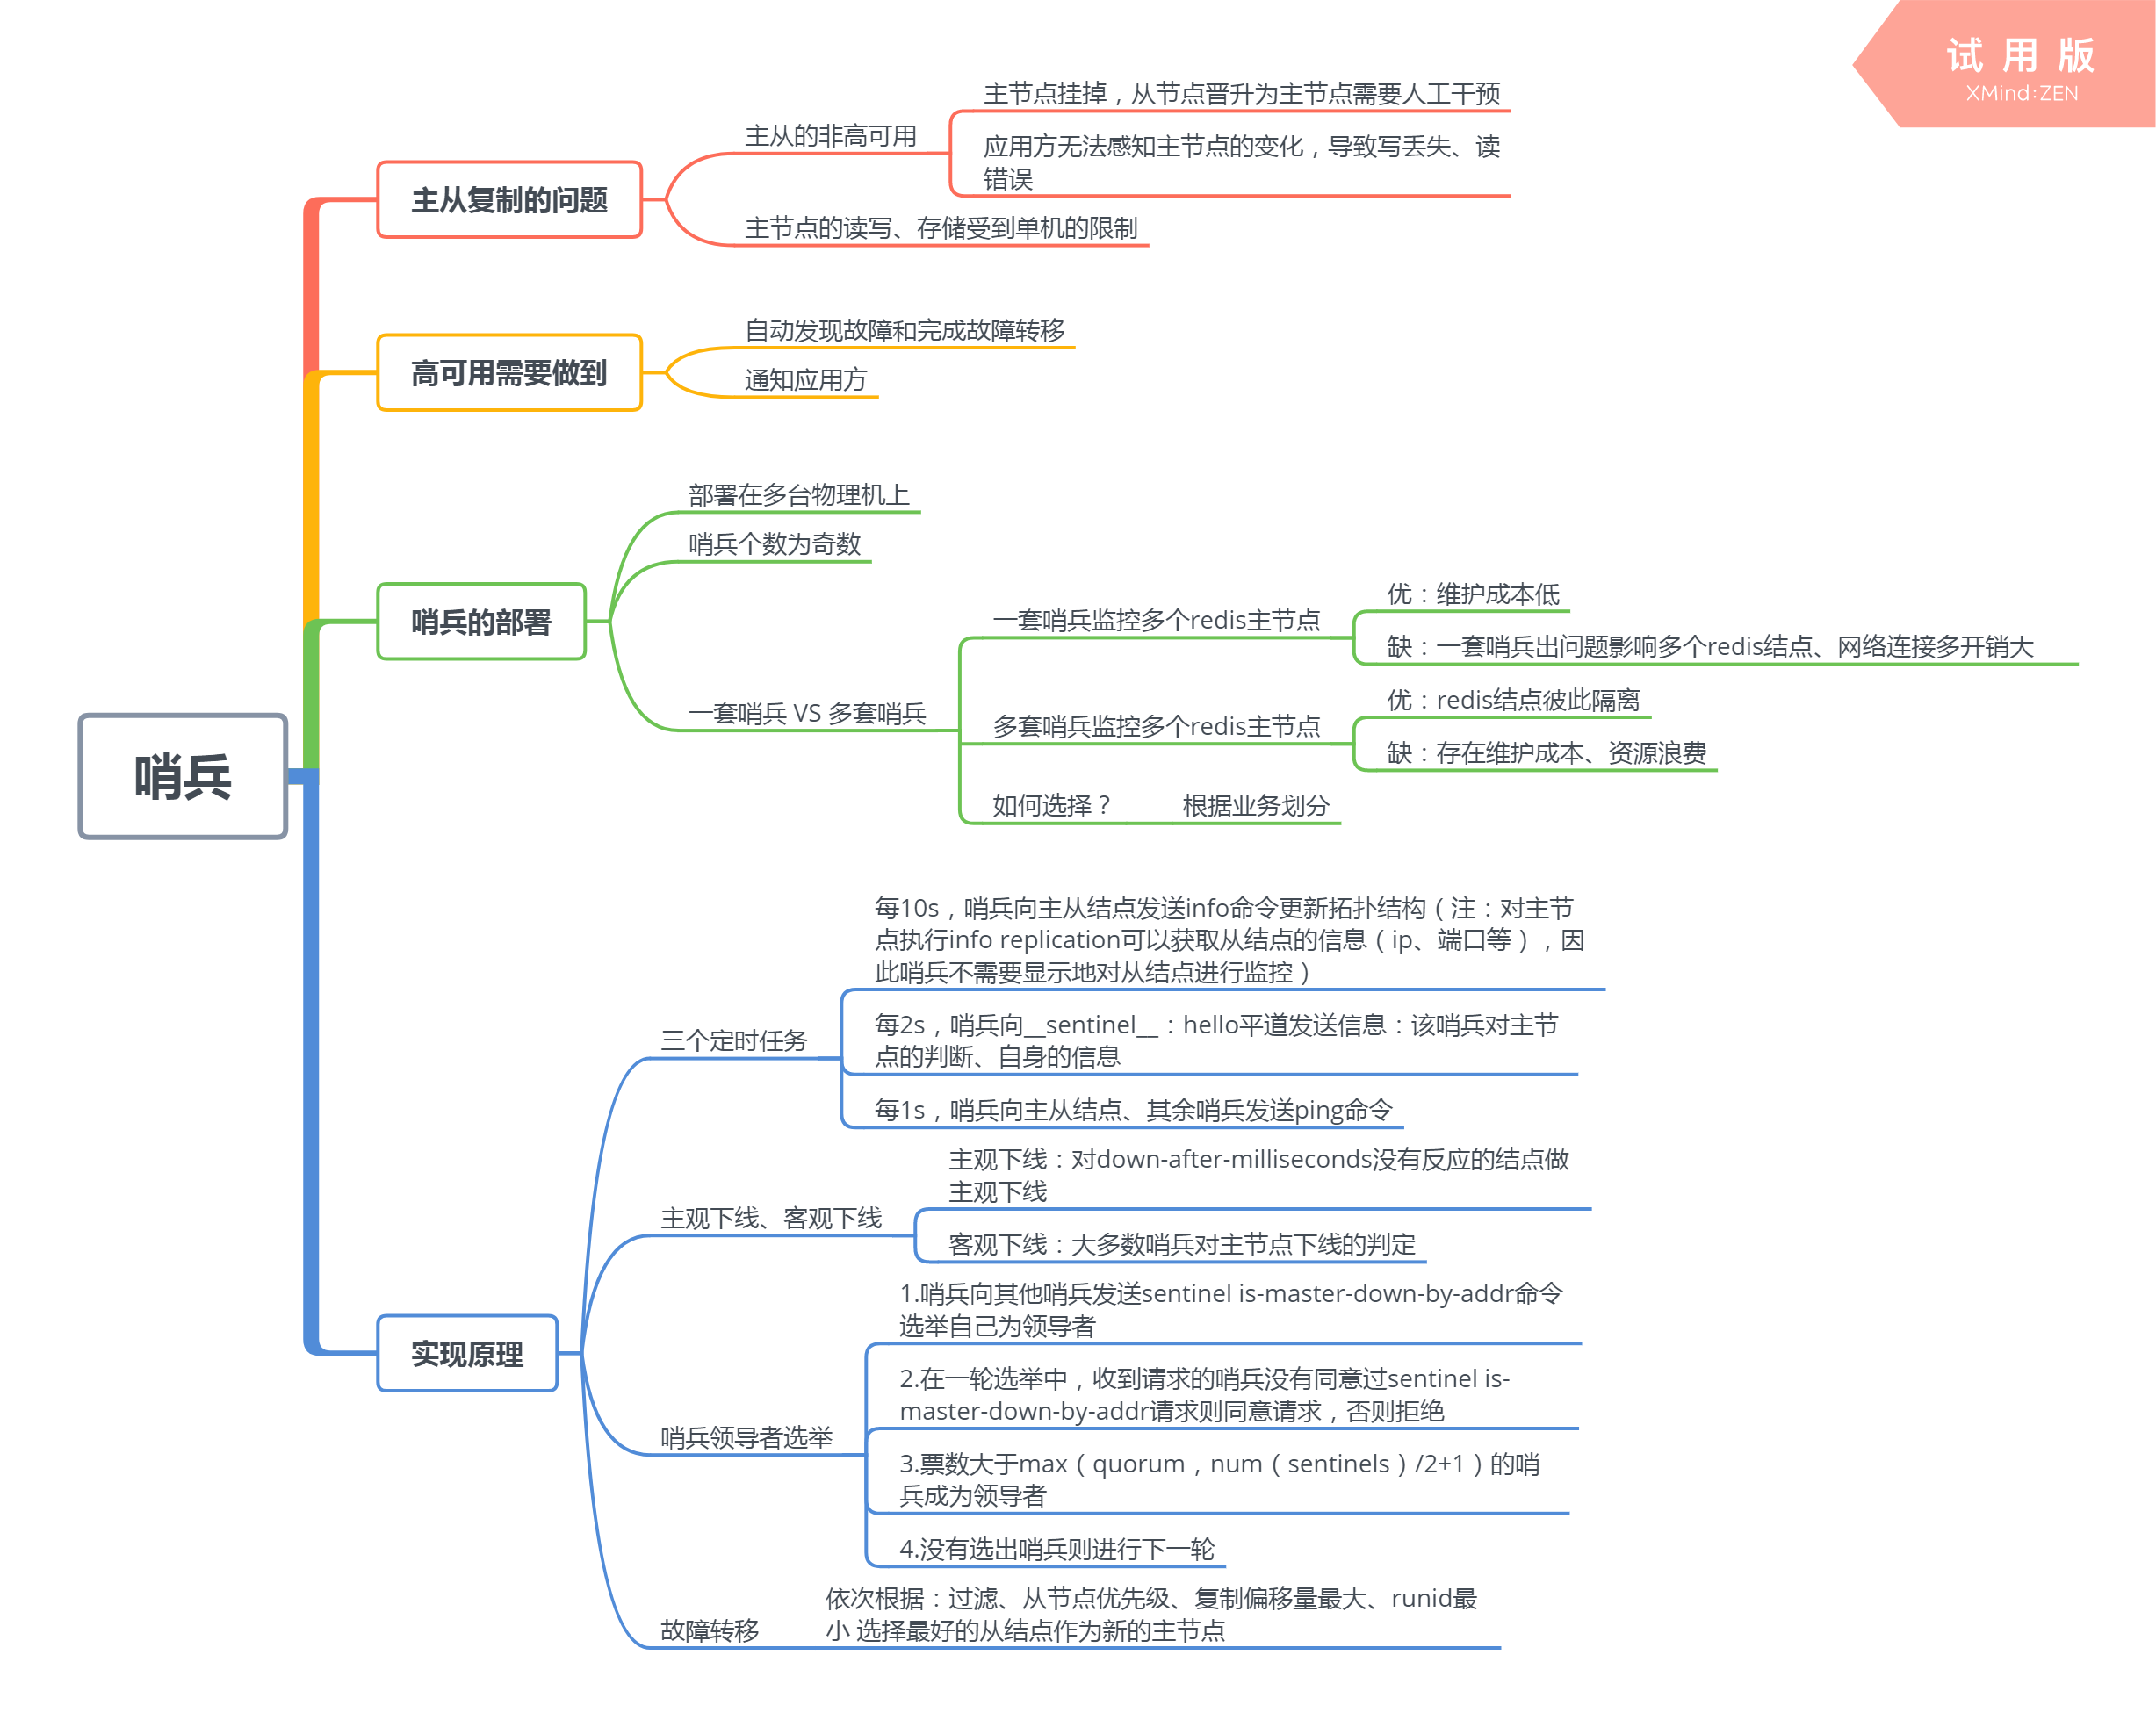 试用版
XMind:ZEN
哨兵
主从复制的问题
主从的非高可用
主节点挂掉，从节点晋升为主节点需要人工干预
应用方无法感知主节点的变化，导致写丢失、读
错误
主节点的读写、存储受到单机的限制
高可用需要做到
自动发现故障和完成故障转移
通知应用方
哨兵的部署
部署在多台物理机上
哨兵个数为奇数
一套哨兵 VS 多套哨兵
一套哨兵监控多个redis主节点
优：维护成本低
缺：一套哨兵出问题影响多个redis结点、网络连接多开销大
多套哨兵监控多个redis主节点
优：redis结点彼此隔离
缺：存在维护成本、资源浪费
如何选择？
根据业务划分
实现原理
三个定时任务
每10s，哨兵向主从结点发送info命令更新拓扑结构（注：对主节
点执行info replication可以获取从结点的信息（ip、端口等），因
此哨兵不需要显示地对从结点进行监控）
每2s，哨兵向__sentinel__：hello平道发送信息：该哨兵对主节
点的判断、自身的信息
每1s，哨兵向主从结点、其余哨兵发送ping命令
主观下线、客观下线
主观下线：对down-after-milliseconds没有反应的结点做
主观下线
客观下线：大多数哨兵对主节点下线的判定
哨兵领导者选举
1.哨兵向其他哨兵发送sentinel is-master-down-by-addr命令
选举自己为领导者
2.在一轮选举中，收到请求的哨兵没有同意过sentinel is-
master-down-by-addr请求则同意请求，否则拒绝
3.票数大于max（quorum，num（sentinels）/2+1）的哨
兵成为领导者
4.没有选出哨兵则进行下一轮
故障转移
依次根据：过滤、从节点优先级、复制偏移量最大、runid最
小 选择最好的从结点作为新的主节点